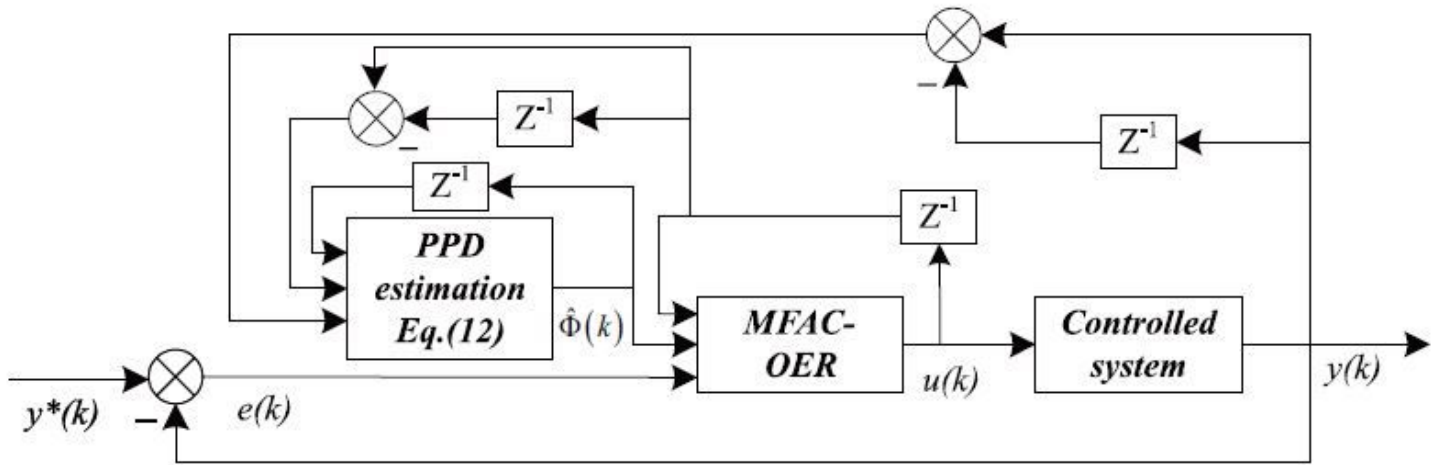 −
−
Z⁻¹
−
Z⁻¹
Z⁻¹
Z⁻¹
PPD
estimation
Eq.(12)
Φ̂(k)
MFAC-
OER
Controlled
system
y*(k)
−
e(k)
u(k)
y(k)